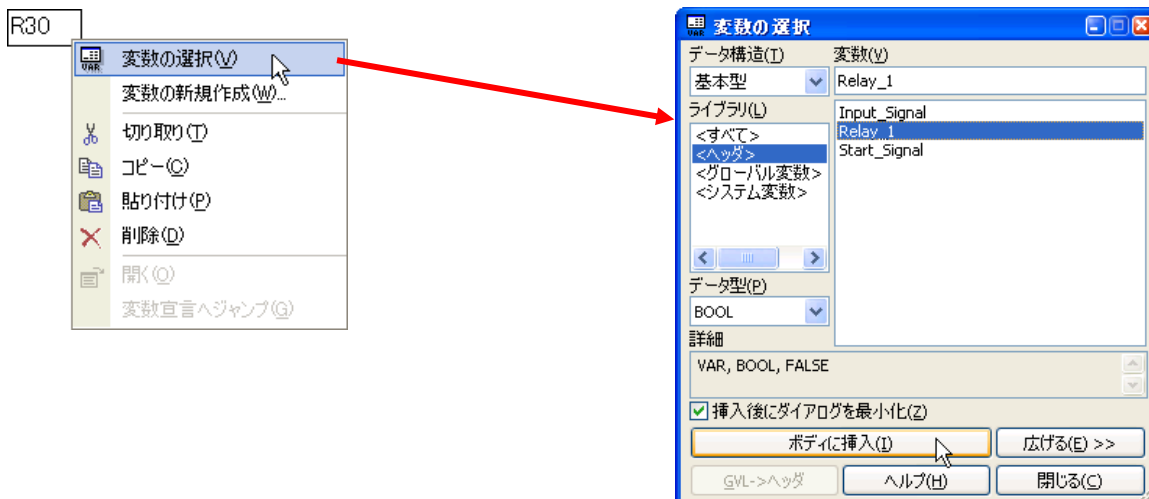 R30
変数の選択(V)
変数の新規作成(W)...
切り取り(T)
コピー(C)
貼り付け(P)
削除(D)
開く(O)
変数宣言へジャンプ(G)
VAR
変数の選択
データ構造(T)
変数(V)
基本型
Relay_1
ライブラリ(L)
<すべて>
<ヘッダ>
<グローバル変数>
<システム変数>
Input_Signal
Relay_1
Start_Signal
データ型(P)
BOOL
詳細
VAR, BOOL, FALSE
挿入後にダイアログを最小化(Z)
ボディに挿入(I)
広げる(E) >>
GVL->ヘッダ
ヘルプ(H)
閉じる(C)